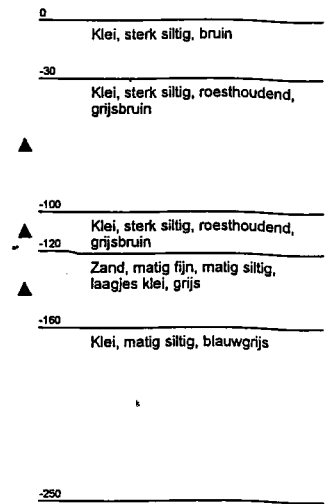 0
Klei, sterk siltig, bruin
-30
Klei, sterk siltig, roesthoudend,
grijsbruin
-100
Klei, sterk siltig, roesthoudend,
grijsbruin
-120
Zand, matig fijn, matig siltig,
laagjes klei, grijs
-160
Klei, matig siltig, blauwgrijs
-250